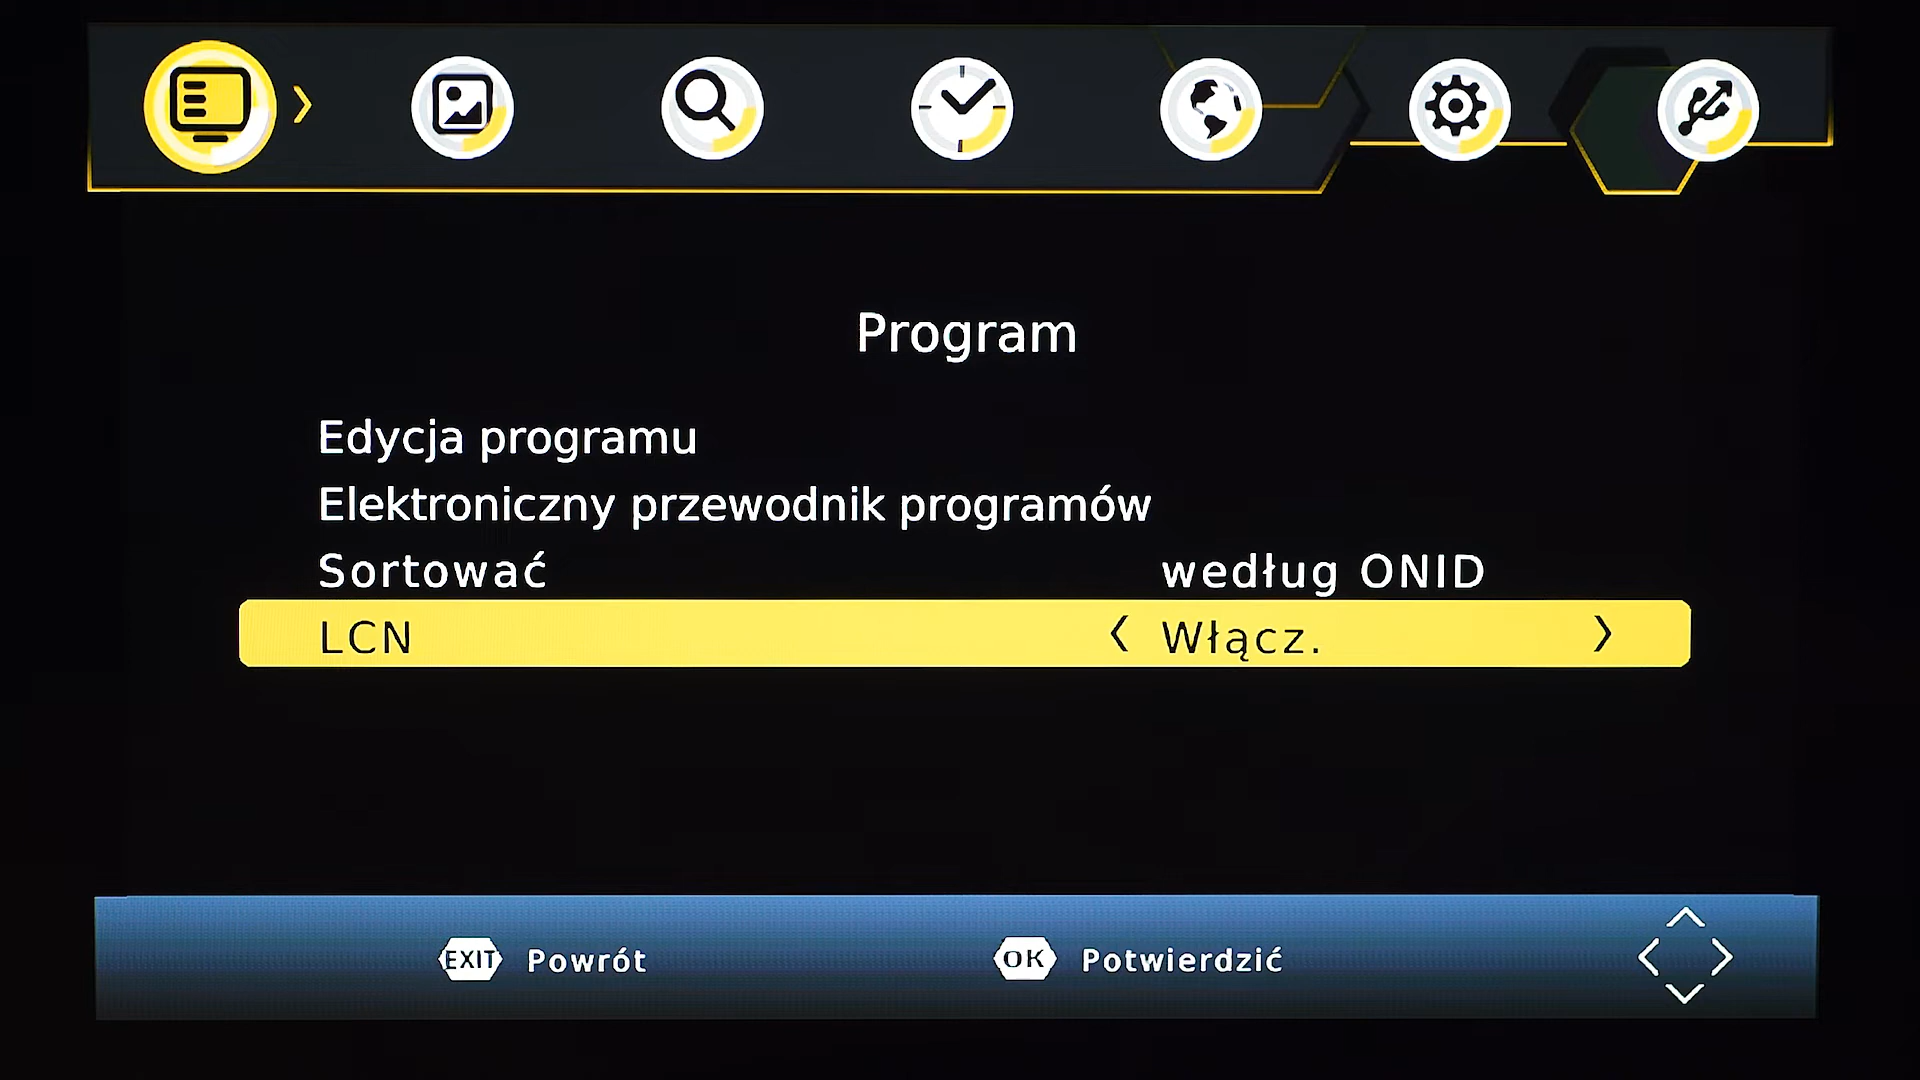 Program
Edycja programu
Elektroniczny przewodnik programów
Sortować według ONID
LCN Włącz.
EXIT Powrót OK Potwierdzić